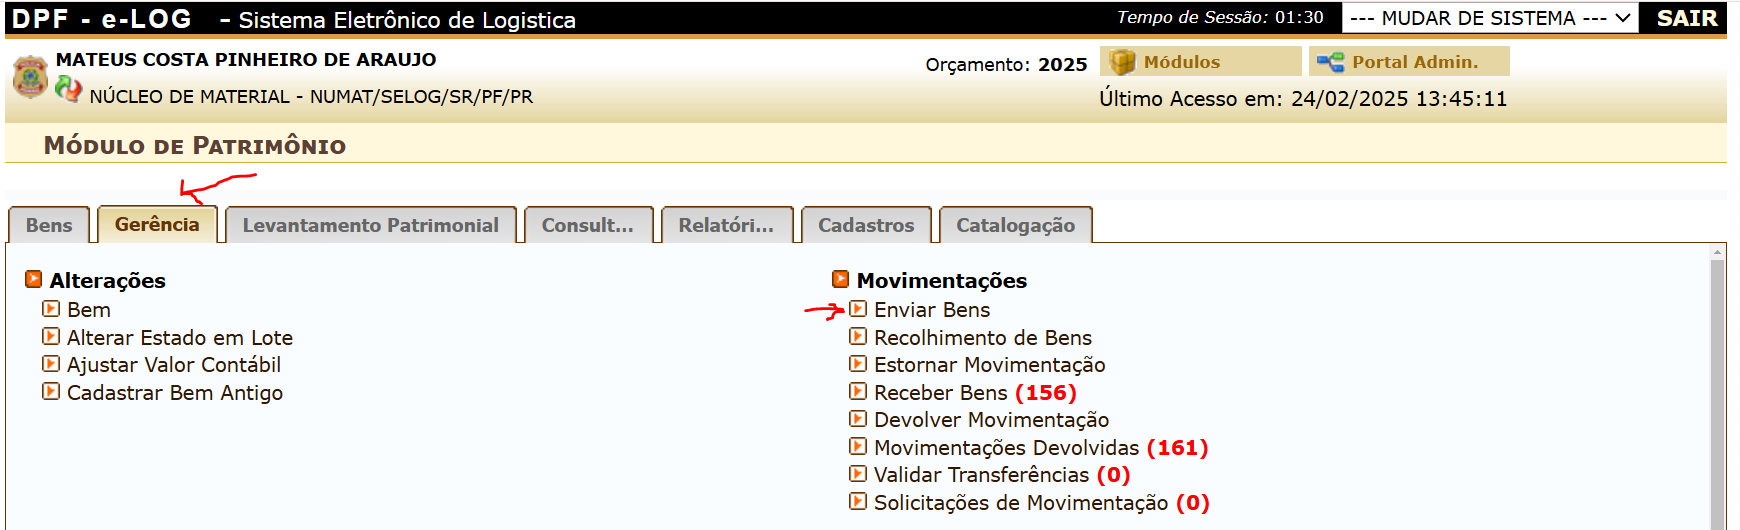 DPF - e-LOG - Sistema Eletrônico de Logistica
Tempo de Sessão: 01:30
--- MUDAR DE SISTEMA ---
SAIR
MATEUS COSTA PINHEIRO DE ARAUJO
NÚCLEO DE MATERIAL - NUMAT/SELOG/SR/PF/PR
Orçamento: 2025
Módulos
Portal Admin.
Último Acesso em: 24/02/2025 13:45:11
MÓDULO DE PATRIMÔNIO
Bens
Gerência
Levantamento Patrimonial
Consult...
Relatóri...
Cadastros
Catalogação
Alterações
Bem
Alterar Estado em Lote
Ajustar Valor Contábil
Cadastrar Bem Antigo
Movimentações
Enviar Bens
Recolhimento de Bens
Estornar Movimentação
Receber Bens (156)
Devolver Movimentação
Movimentações Devolvidas (161)
Validar Transferências (0)
Solicitações de Movimentação (0)